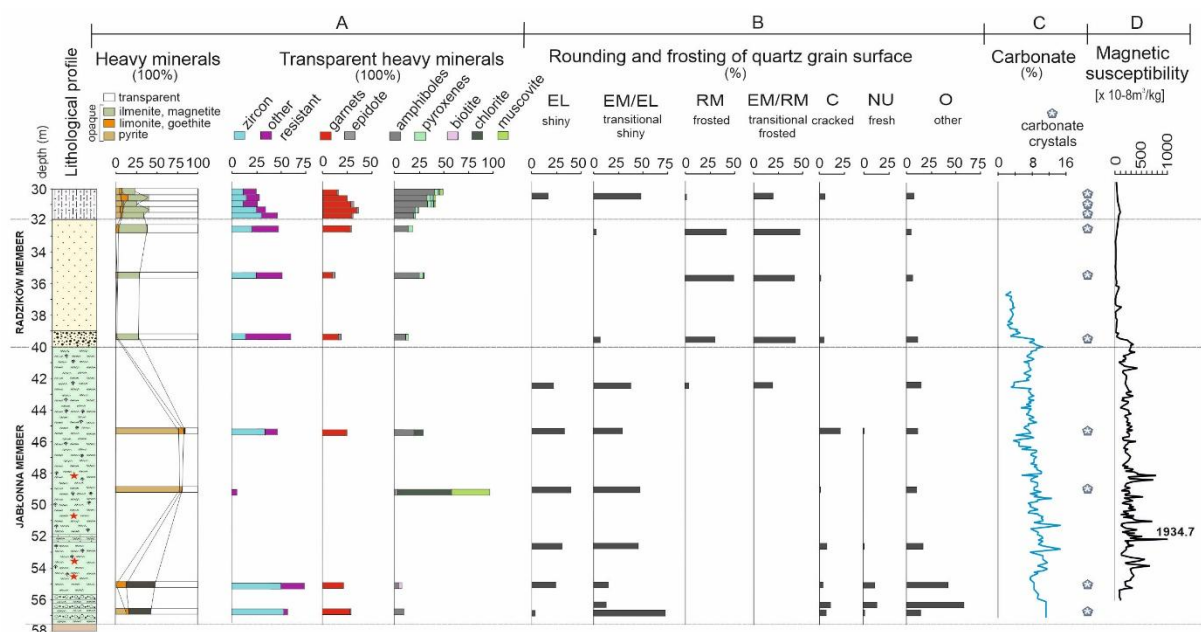 A B C D
Heavy minerals
(100%)
Transparent heavy minerals
(100%)
Rounding and frosting of quartz grain surface
(%)
Carbonate
(%)
Magnetic
susceptibility
[x 10-8m³/kg]
depth (m)
Lithological profile
opaque
transparent
ilmenite, magnetite
limonite, goethite
pyrite
zircon
other
resistant
garnets
epidote
amphiboles
pyroxenes
biotite
chlorite
muscovite
EL
shiny
EM/EL
transitional
shiny
RM
frosted
EM/RM
transitional
frosted
C
cracked
NU
fresh
O
other
carbonate
crystals
0 25 50 75 100
0 25 50 75
0 25 50
0 25 50 75 100
0 25 50
0 25 50 75
0 25 50
0 25 50
0 25
0 25
0 25 50 75
0 8 16
0
500
1000
30
32
34
36
38
40
42
44
46
48
50
52
54
56
58
RADZIKÓW MEMBER
JABŁONNA MEMBER
1934.7